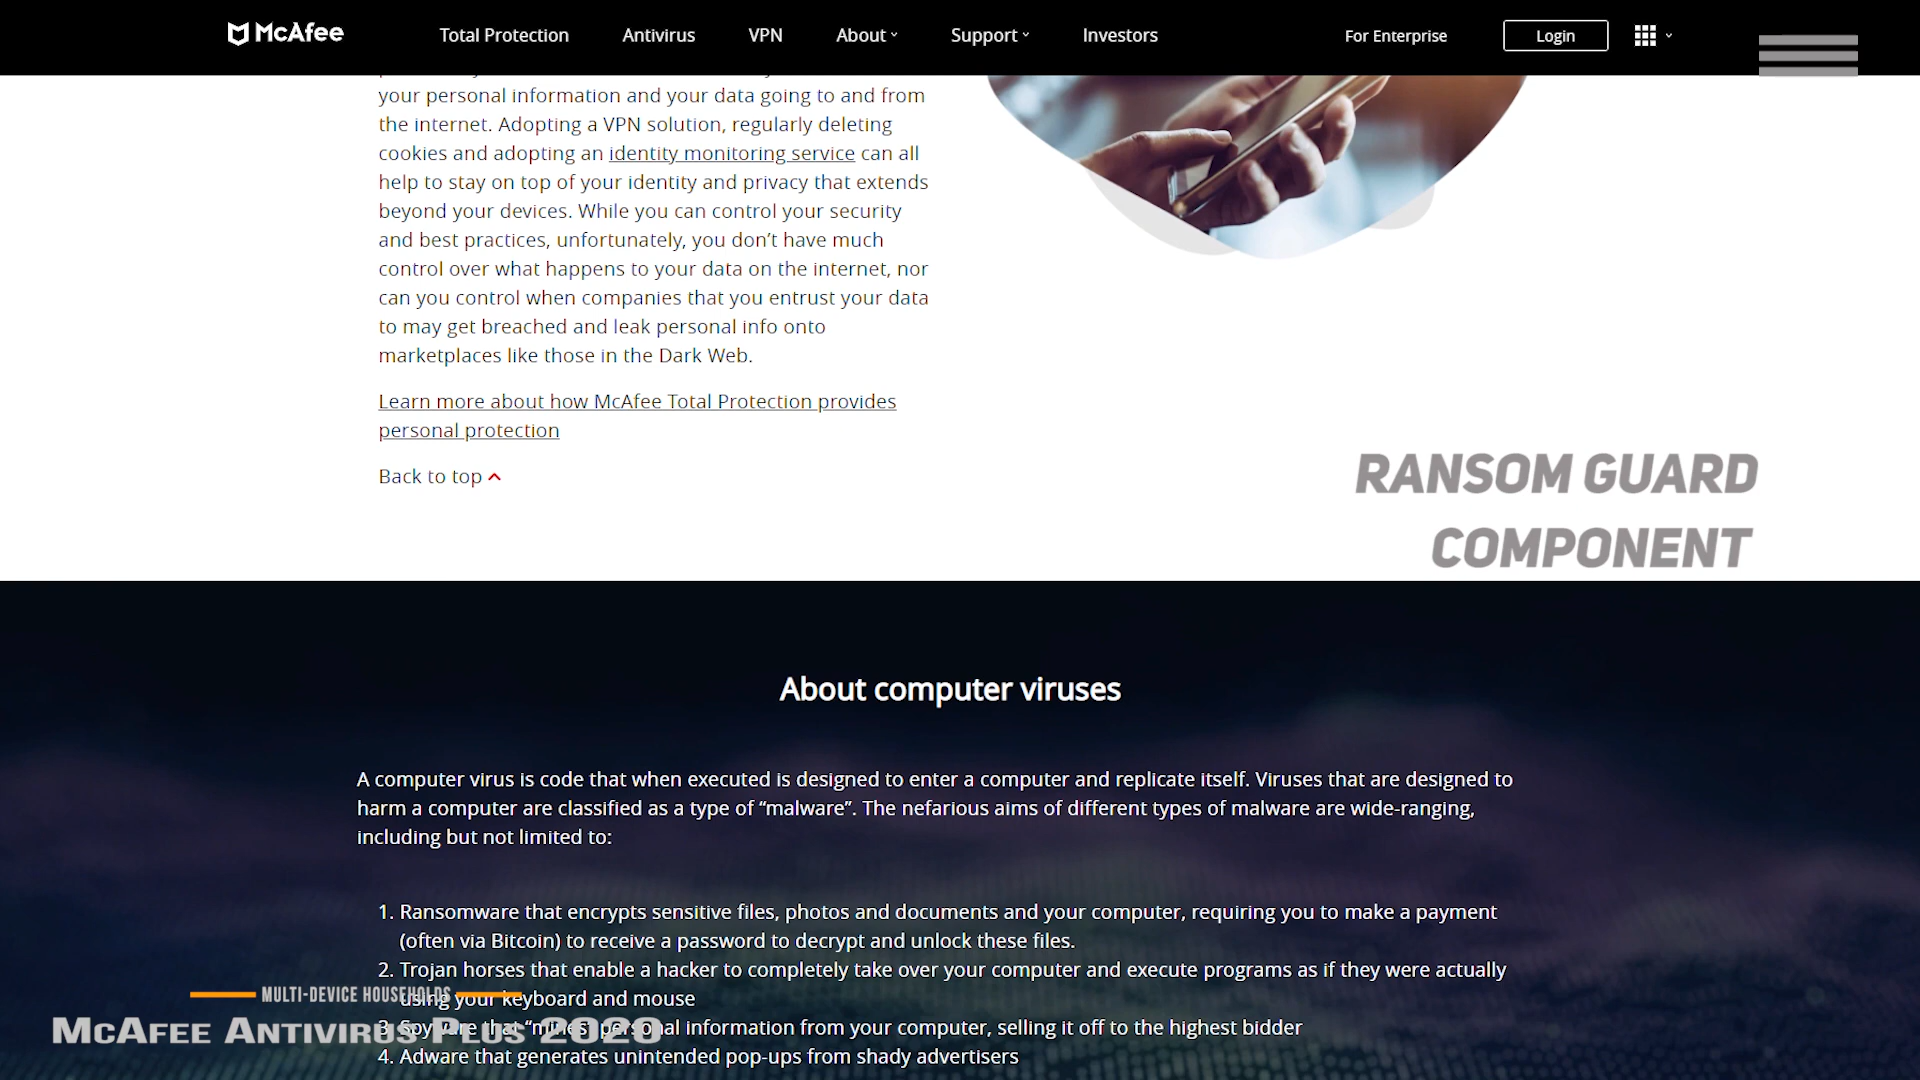 McAfee
Total Protection
Antivirus
VPN
About
Support
Investors
For Enterprise
Login
your personal information and your data going to and from
the internet. Adopting a VPN solution, regularly deleting
cookies and adopting an identity monitoring service can all
help to stay on top of your identity and privacy that extends
beyond your devices. While you can control your security
and best practices, unfortunately, you don’t have much
control over what happens to your data on the internet, nor
can you control when companies that you entrust your data
to may get breached and leak personal info onto
marketplaces like those in the Dark Web.
Learn more about how McAfee Total Protection provides
personal protection
Back to top
RANSOM GUARD
COMPONENT
About computer viruses
A computer virus is code that when executed is designed to enter a computer and replicate itself. Viruses that are designed to
harm a computer are classified as a type of “malware”. The nefarious aims of different types of malware are wide-ranging,
including but not limited to:
1. Ransomware that encrypts sensitive files, photos and documents and your computer, requiring you to make a payment
(often via Bitcoin) to receive a password to decrypt and unlock these files.
2. Trojan horses that enable a hacker to completely take over your computer and execute programs as if they were actually
using your keyboard and mouse
3. Spyware that “mines” personal information from your computer, selling it off to the highest bidder
4. Adware that generates unintended pop-ups from shady advertisers
MULTI-DEVICE HOUSEHOLDS
McAfee Antivirus Plus 2020